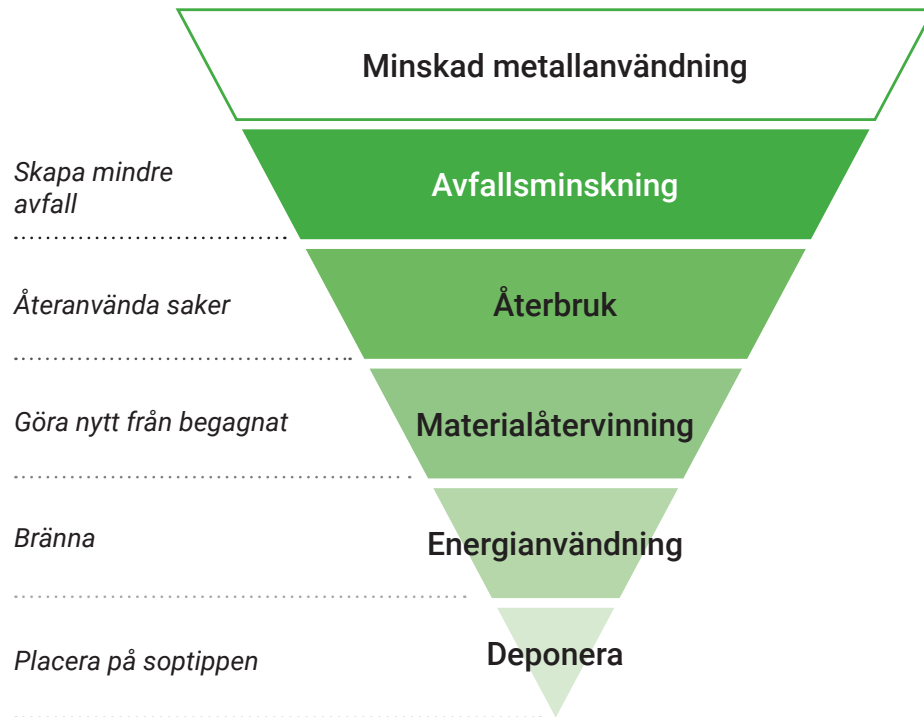 Minskad metallanvändning
Skapa mindre
avfall
Avfallsminskning
Återanvända saker
Återbruk
Göra nytt från begagnat
Materialåtervinning
Bränna
Energianvändning
Placera på soptippen
Deponera